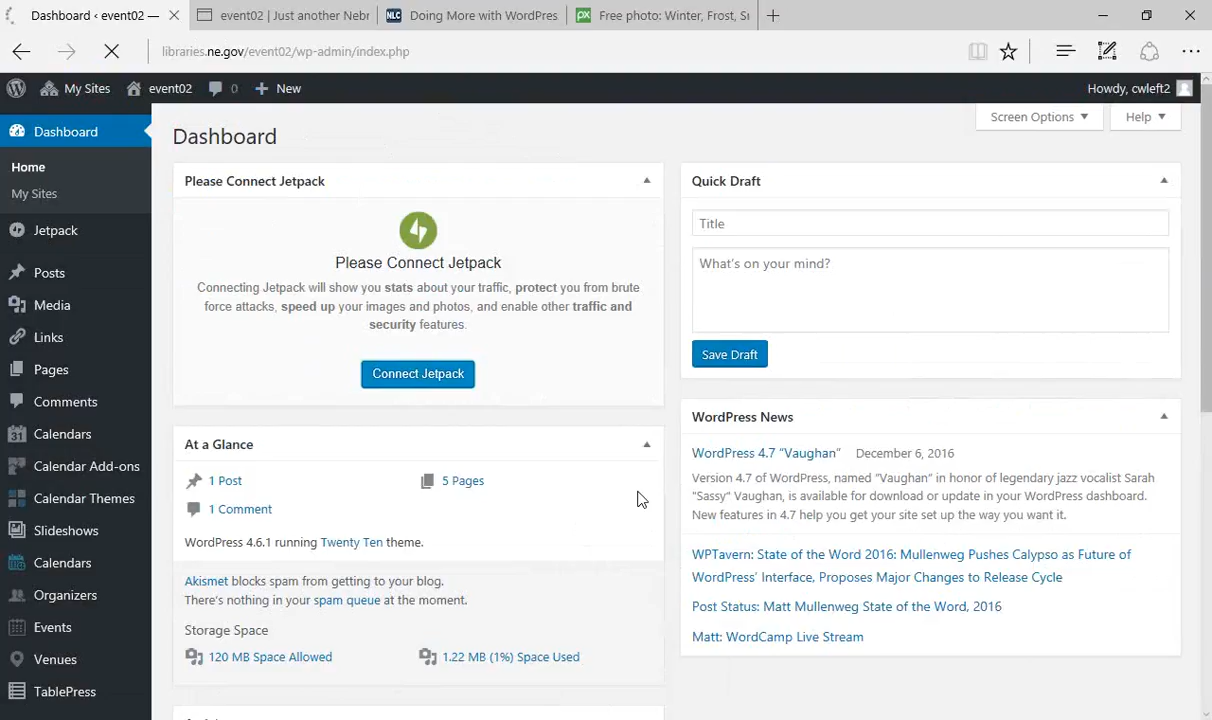 Dashboard ‹ event02 —
event02 | Just another Nebr
NLC Doing More with WordPress
px Free photo: Winter, Frost, Sn
libraries.ne.gov/event02/wp-admin/index.php
My Sites event02 0 New
Howdy, cwleft2
Dashboard
Home
My Sites
Jetpack
Posts
Media
Links
Pages
Comments
Calendars
Calendar Add-ons
Calendar Themes
Slideshows
Calendars
Organizers
Events
Venues
TablePress
Screen Options
Help
Dashboard
Please Connect Jetpack
Please Connect Jetpack
Connecting Jetpack will show you stats about your traffic, protect you from brute
force attacks, speed up your images and photos, and enable other traffic and
security features.
Connect Jetpack
At a Glance
1 Post
5 Pages
1 Comment
WordPress 4.6.1 running Twenty Ten theme.
Akismet blocks spam from getting to your blog.
There's nothing in your spam queue at the moment.
Storage Space
120 MB Space Allowed
1.22 MB (1%) Space Used
Quick Draft
Title
What's on your mind?
Save Draft
WordPress News
WordPress 4.7 “Vaughan” December 6, 2016
Version 4.7 of WordPress, named “Vaughan” in honor of legendary jazz vocalist Sarah
"Sassy" Vaughan, is available for download or update in your WordPress dashboard.
New features in 4.7 help you get your site set up the way you want it.
WPTavern: State of the Word 2016: Mullenweg Pushes Calypso as Future of
WordPress' Interface, Proposes Major Changes to Release Cycle
Post Status: Matt Mullenweg State of the Word, 2016
Matt: WordCamp Live Stream